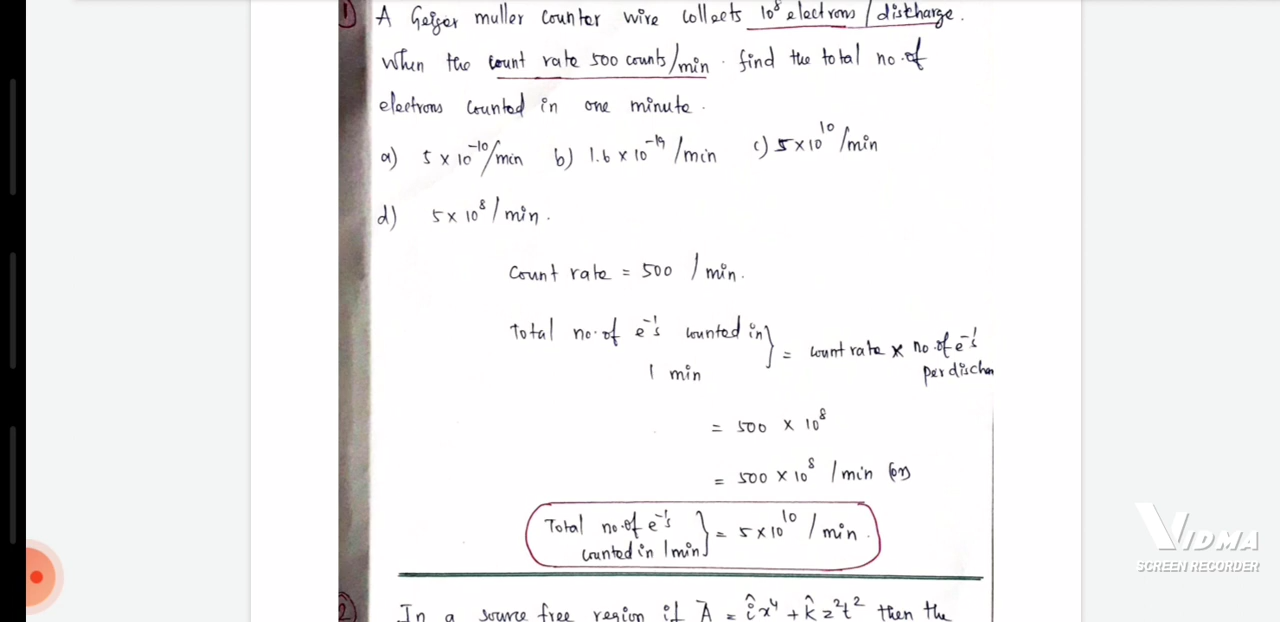 1) A Geiger muller counter wire collects 10⁸ electrons / discharge.
When the count rate 500 counts/min. find the total no. of
electrons counted in one minute.
a) 5 × 10⁻¹⁰/min b) 1.6 × 10⁻¹⁹ /min c) 5×10¹⁰ /min
d) 5 × 10⁸ / min.
Count rate = 500 / min.
Total no. of e⁻'s counted in
1 min } = count rate × no. of e⁻'s
per dischar
= 500 × 10⁸
= 500 × 10⁸ / min (or)
Total no. of e⁻'s
counted in 1 min } = 5 × 10¹⁰ / min.
2) In a source free region if A̅ = îx⁴ + k̂z²t² then the
VIDMA
SCREEN RECORDER